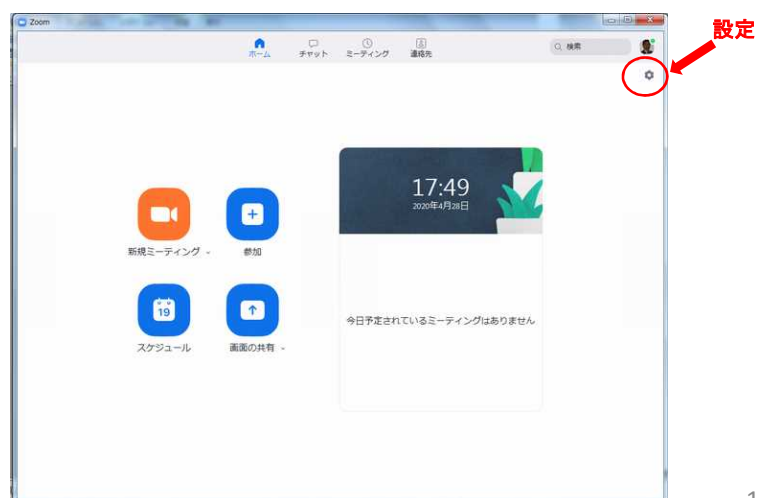 Zoom
設定
ホーム
チャット
ミーティング
連絡先
検索
17:49
2020年4月28日
新規ミーティング
参加
19
スケジュール
画面の共有
今日予定されているミーティングはありません
1